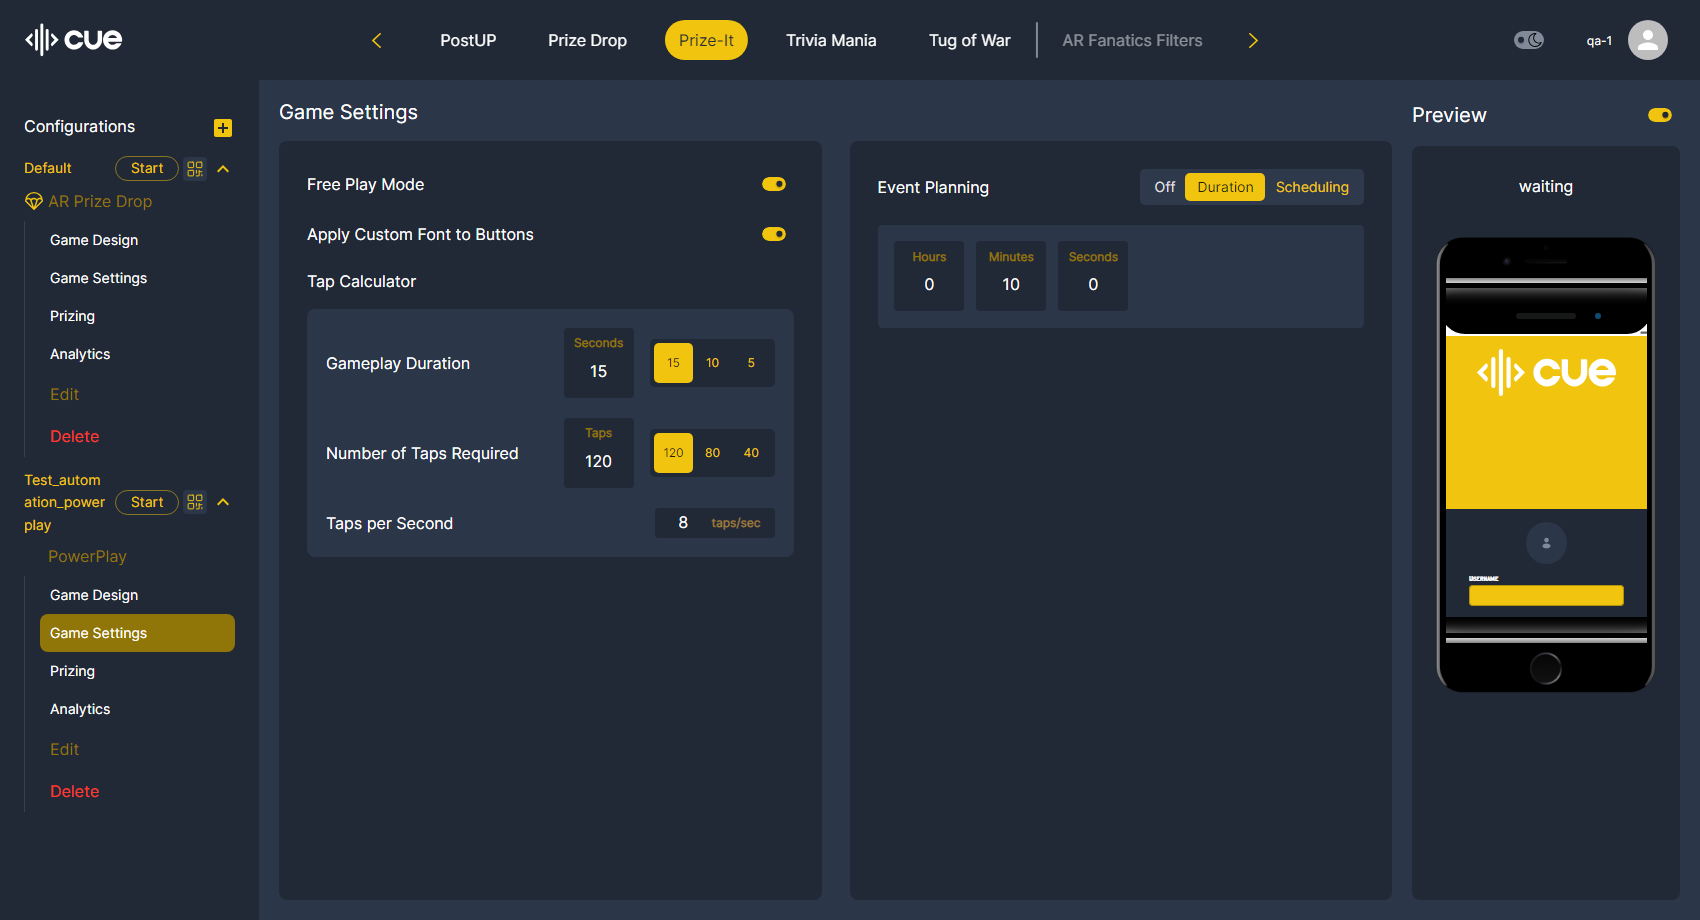 cue
PostUP
Prize Drop
Prize-It
Trivia Mania
Tug of War
AR Fanatics Filters
qa-1
Configurations
Default
Start
AR Prize Drop
Game Design
Game Settings
Prizing
Analytics
Edit
Delete
Test_autom
ation_power
play
Start
PowerPlay
Game Design
Game Settings
Prizing
Analytics
Edit
Delete
Game Settings
Free Play Mode
Apply Custom Font to Buttons
Tap Calculator
Gameplay Duration
Seconds
15
15 10 5
Number of Taps Required
Taps
120
120 80 40
Taps per Second
8 taps/sec
Event Planning
Off Duration Scheduling
Hours Minutes Seconds
0 10 0
Preview
waiting
cue
USERNAME